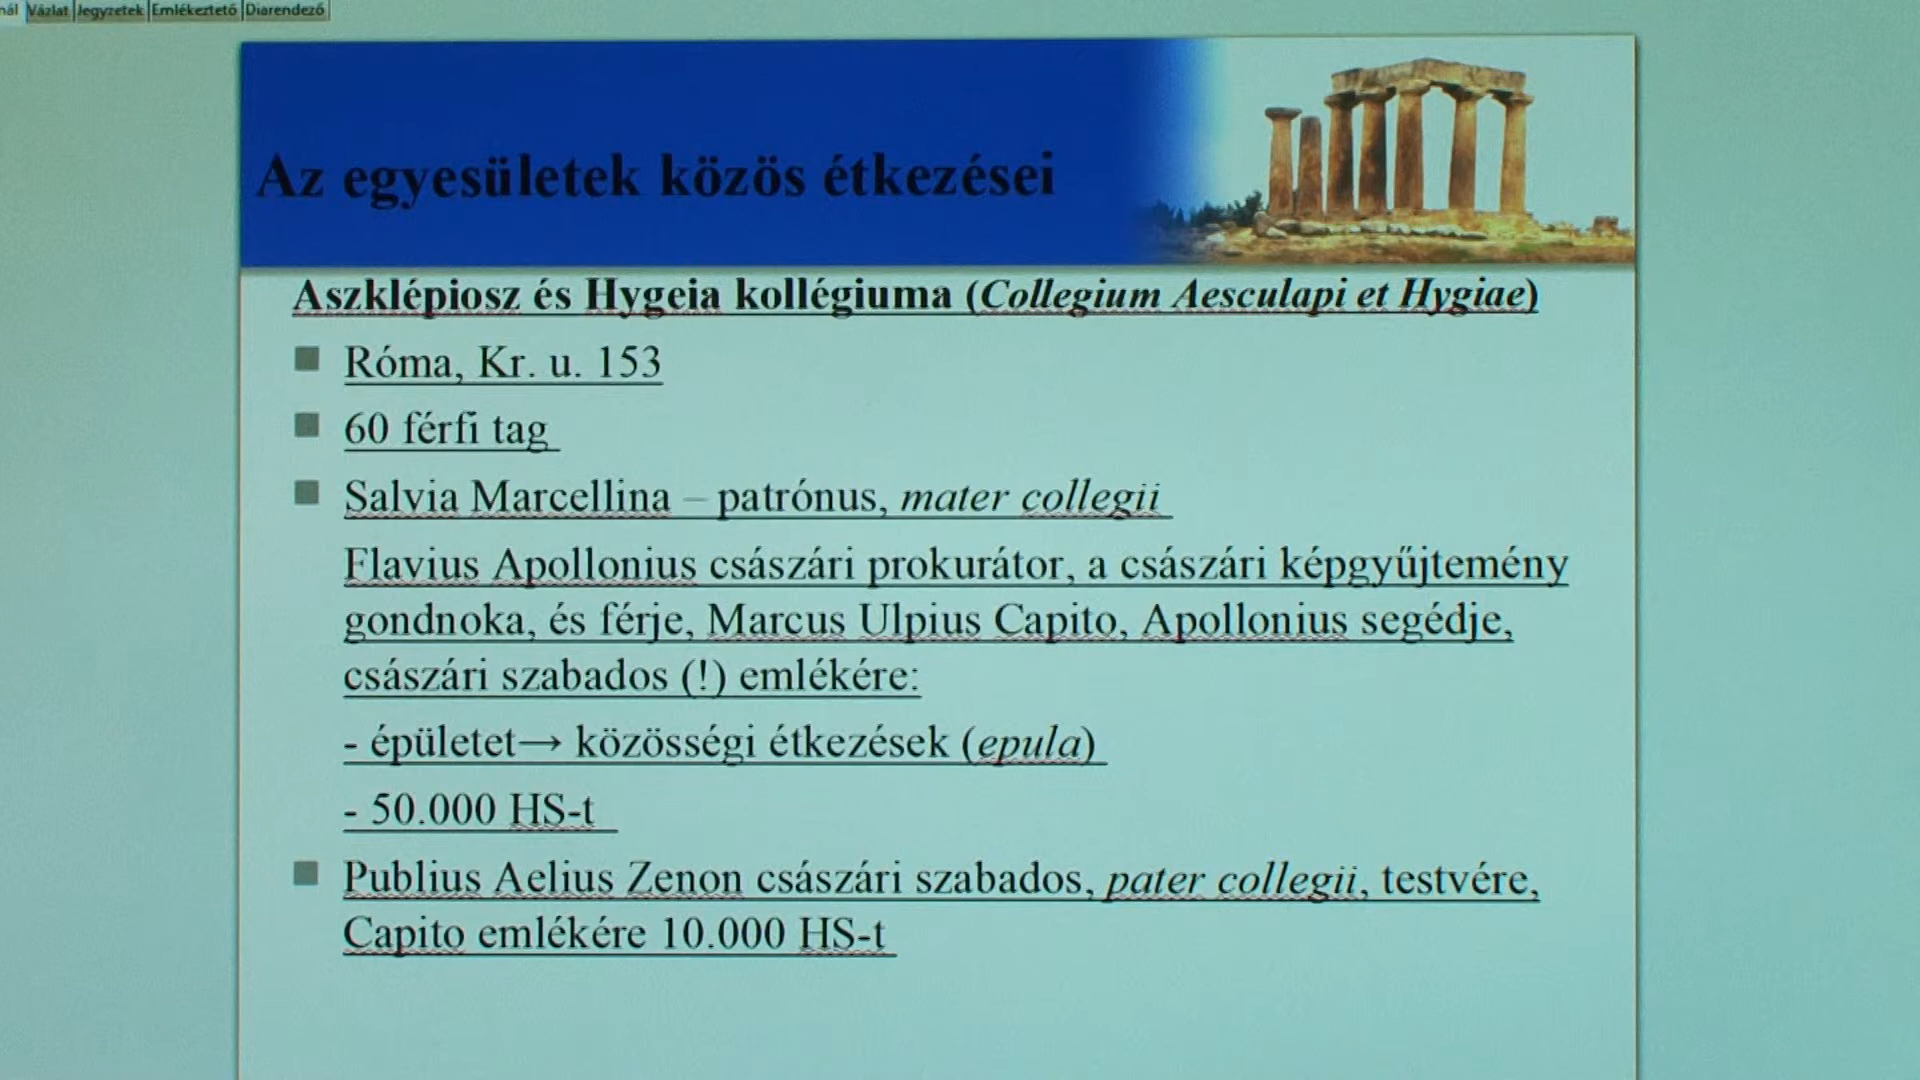 Vázlat Jegyzetek Emlékeztető Diarendező
Az egyesületek közös étkezései
Aszklépiosz és Hygeia kollégiuma (Collegium Aesculapi et Hygiae)
Róma, Kr. u. 153
60 férfi tag
Salvia Marcellina – patrónus, mater collegii
Flavius Apollonius császári prokurátor, a császári képgyűjtemény
gondnoka, és férje, Marcus Ulpius Capito, Apollonius segédje,
császári szabados (!) emlékére:
- épületet→ közösségi étkezések (epula)
- 50.000 HS-t
Publius Aelius Zenon császári szabados, pater collegii, testvére,
Capito emlékére 10.000 HS-t